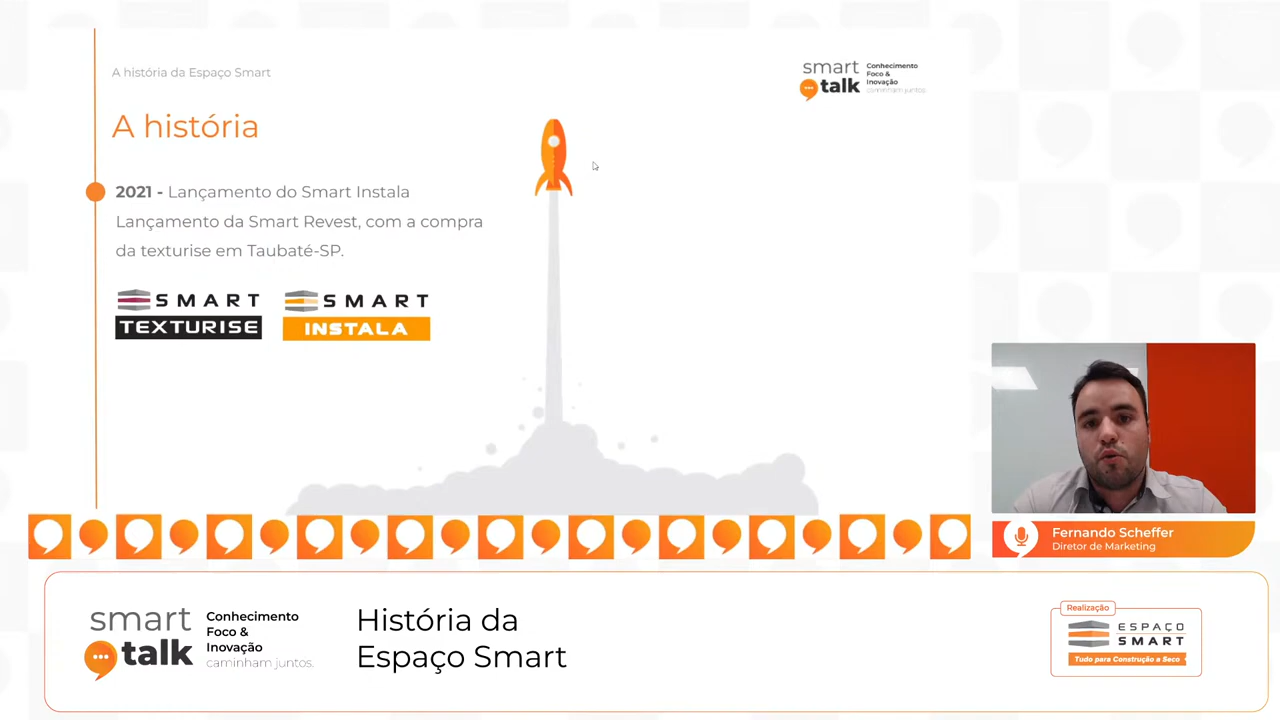 A história da Espaço Smart
smart
talk
Conhecimento
Foco &
Inovação
caminham juntos.
A história
2021 - Lançamento do Smart Instala
Lançamento da Smart Revest, com a compra
da texturise em Taubaté-SP.
SMART
TEXTURISE
SMART
INSTALA
Fernando Scheffer
Diretor de Marketing
smart
talk
Conhecimento
Foco &
Inovação
caminham juntos.
História da
Espaço Smart
Realização
ESPAÇO
SMART
Tudo para Construção a Seco